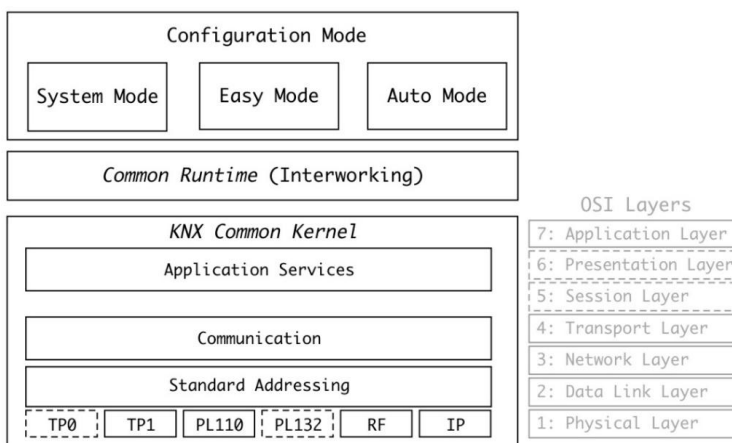 Configuration Mode
System Mode
Easy Mode
Auto Mode
Common Runtime (Interworking)
KNX Common Kernel
Application Services
Communication
Standard Addressing
TP0
TP1
PL110
PL132
RF
IP
OSI Layers
7: Application Layer
6: Presentation Layer
5: Session Layer
4: Transport Layer
3: Network Layer
2: Data Link Layer
1: Physical Layer